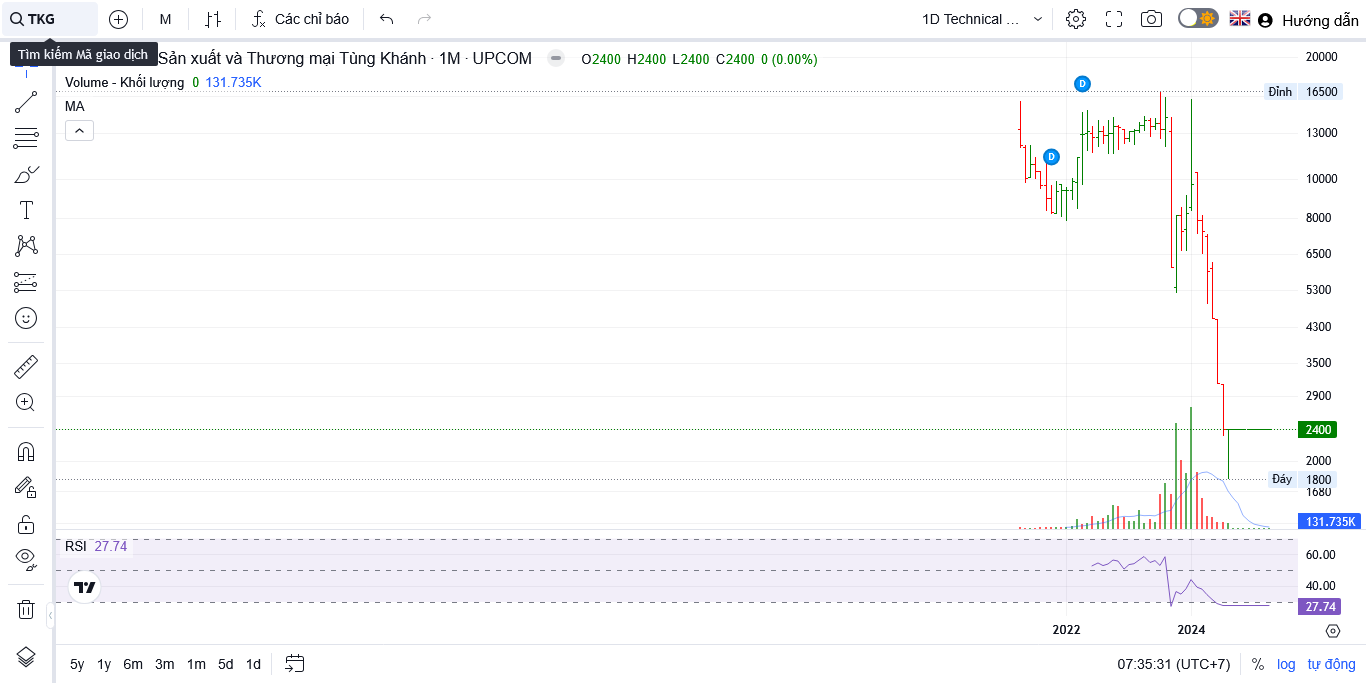 TKG
M
Các chỉ báo
1D Technical ...
Hướng dẫn
Tìm kiếm Mã giao dịch
Sản xuất và Thương mại Tùng Khánh · 1M · UPCOM
O2400 H2400 L2400 C2400 0 (0.00%)
Volume - Khối lượng 0 131.735K
MA
D
D
20000
Đỉnh 16500
13000
10000
8000
6500
5300
4300
3500
2900
2400
2000
Đáy 1800
1680
131.735K
RSI 27.74
60.00
40.00
27.74
2022
2024
5y 1y 6m 3m 1m 5d 1d
07:35:31 (UTC+7)
%
log
tự động